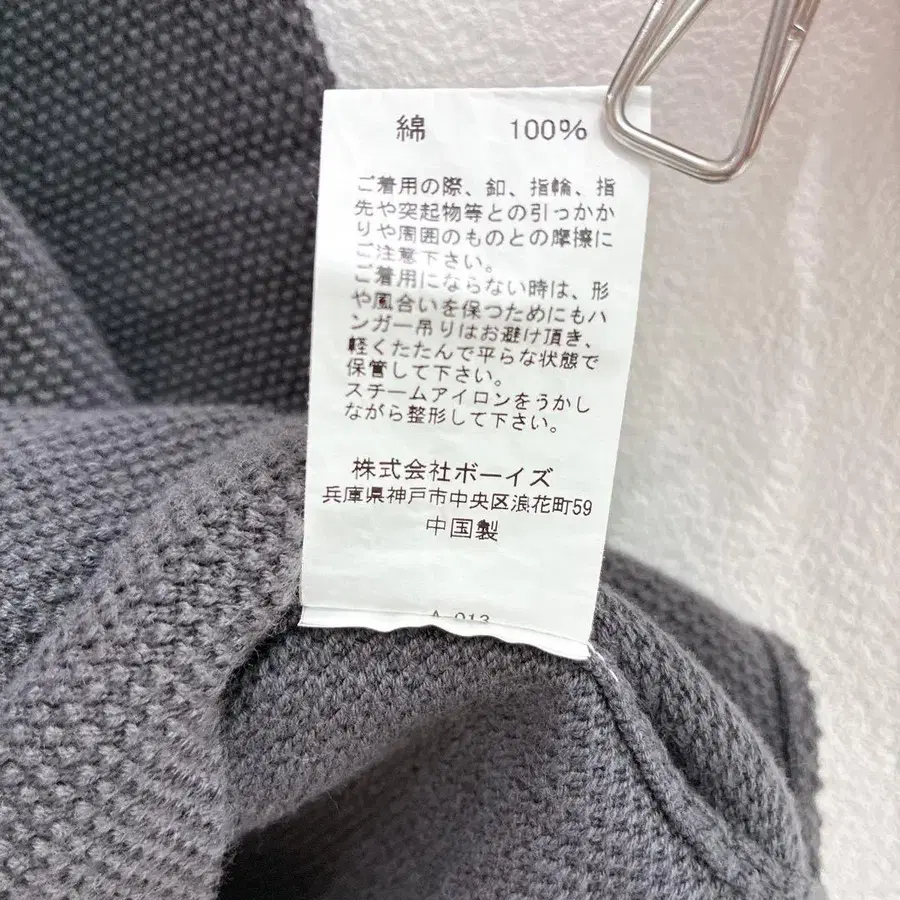 綿 100%
ご着用の際、釦、指輪、指
先や突起物等との引っかか
りや周囲のものとの摩擦に
ご注意下さい。
ご着用にならない時は、形
や風合いを保つためにもハ
ンガー吊りはお避け頂き、
軽くたたんで平らな状態で
保管して下さい。
スチームアイロンをうかし
ながら整形して下さい。
株式会社ボーイズ
兵庫県神戸市中央区浪花町59
中国製
A-013